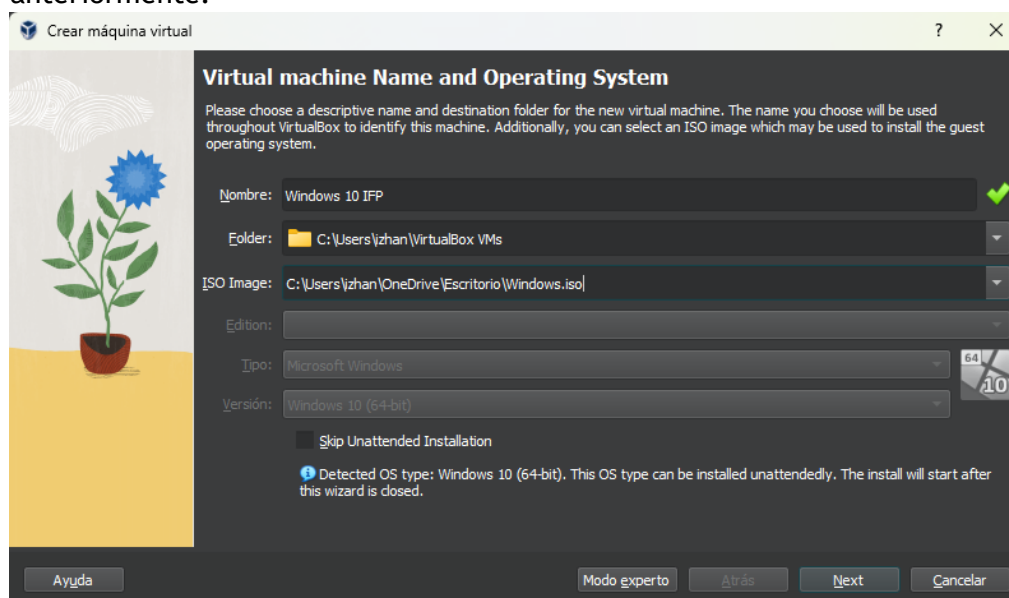 anteriormente.
Crear máquina virtual
?
Virtual machine Name and Operating System
Please choose a descriptive name and destination folder for the new virtual machine. The name you choose will be used
throughout VirtualBox to identify this machine. Additionally, you can select an ISO image which may be used to install the guest
operating system.
Nombre: Windows 10 IFP
Folder: C:\Users\izhan\VirtualBox VMs
ISO Image: C:\Users\izhan\OneDrive\Escritorio\Windows.iso
Edition:
Tipo: Microsoft Windows
64
10
Versión: Windows 10 (64-bit)
Skip Unattended Installation
Detected OS type: Windows 10 (64-bit). This OS type can be installed unattendedly. The install will start after
this wizard is closed.
Ayuda Modo experto Atrás Next Cancelar